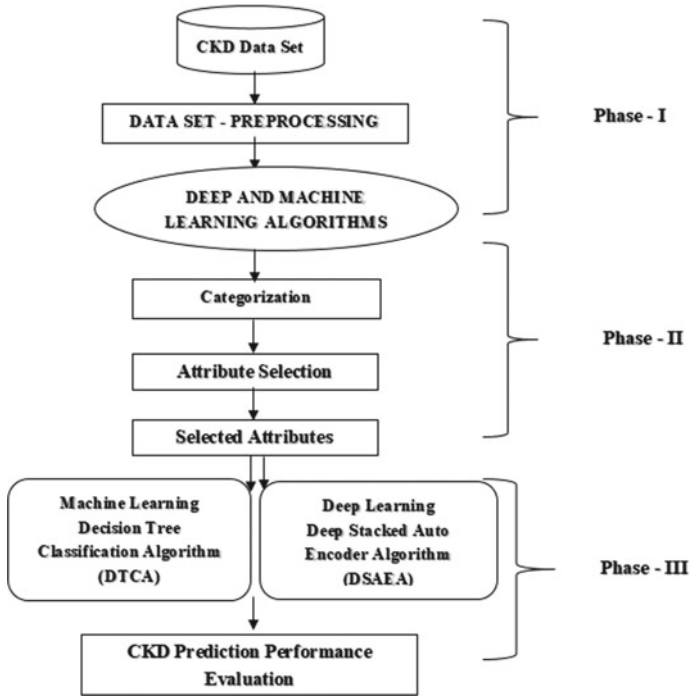 CKD Data Set
DATA SET - PREPROCESSING
Phase - I
DEEP AND MACHINE
LEARNING ALGORITHMS
Categorization
Phase - II
Attribute Selection
Selected Attributes
Machine Learning
Decision Tree
Classification Algorithm
(DTCA)
Deep Learning
Deep Stacked Auto
Encoder Algorithm
(DSAEA)
Phase - III
CKD Prediction Performance
Evaluation